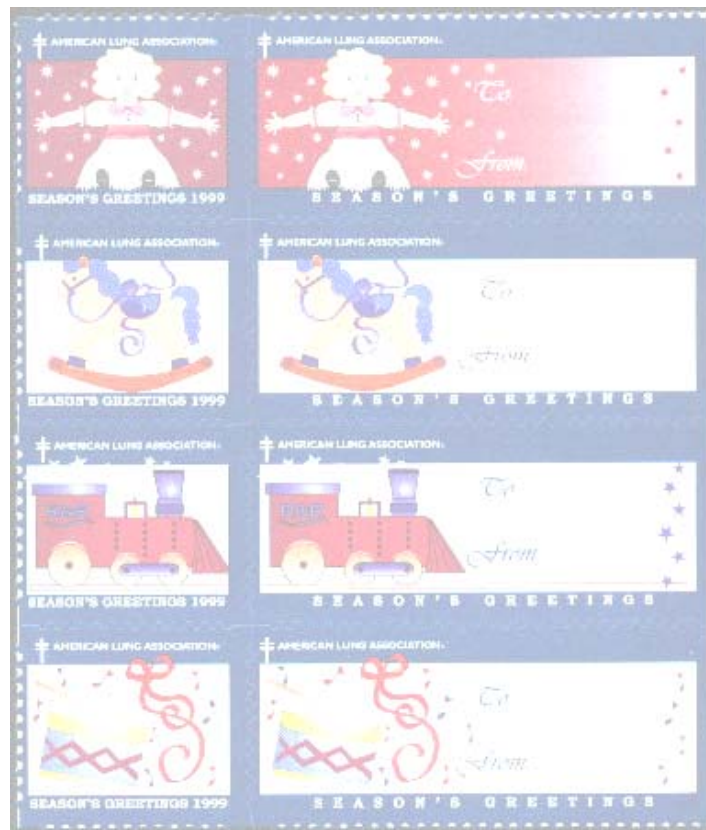 AMERICAN LUNG ASSOCIATION® AMERICAN LUNG ASSOCIATION®
To
From
SEASON'S GREETINGS 1999 SEASON'S GREETINGS
AMERICAN LUNG ASSOCIATION® AMERICAN LUNG ASSOCIATION®
To
From
SEASON'S GREETINGS 1999 SEASON'S GREETINGS
AMERICAN LUNG ASSOCIATION® AMERICAN LUNG ASSOCIATION®
To
From
SEASON'S GREETINGS 1999 SEASON'S GREETINGS
AMERICAN LUNG ASSOCIATION® AMERICAN LUNG ASSOCIATION®
To
From
SEASON'S GREETINGS 1999 SEASON'S GREETINGS